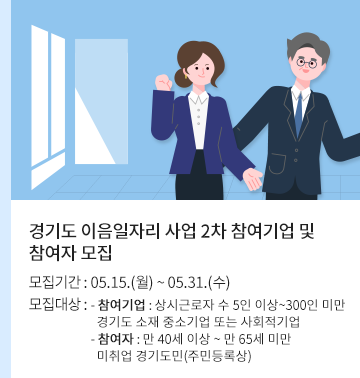 경기도 이음일자리 사업 2차 참여기업 및
참여자 모집
모집기간 : 05.15.(월) ~ 05.31.(수)
모집대상 : - 참여기업 : 상시근로자 수 5인 이상~300인 미만
경기도 소재 중소기업 또는 사회적기업
- 참여자 : 만 40세 이상 ~ 만 65세 미만
미취업 경기도민(주민등록상)